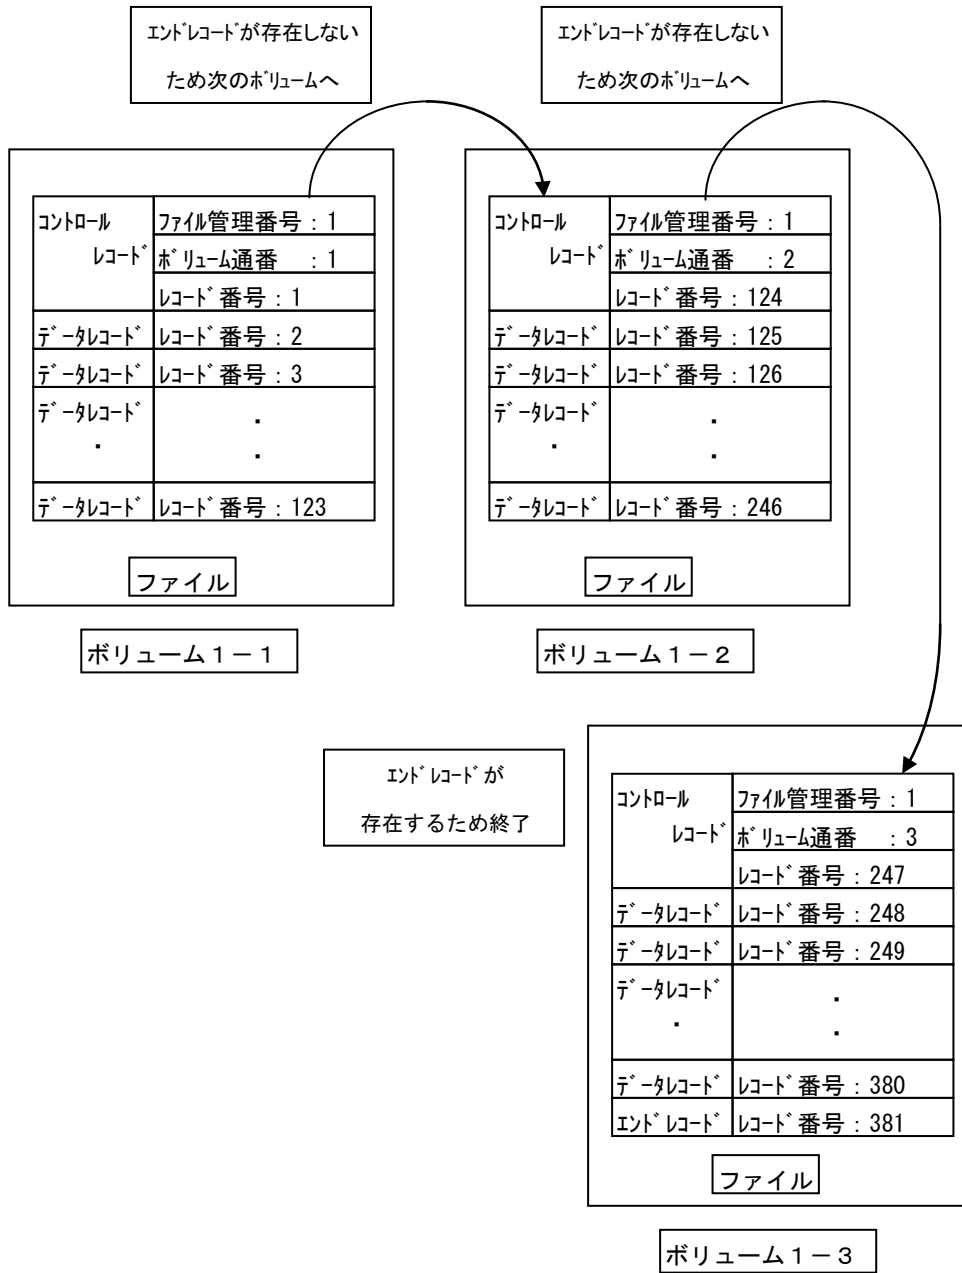 ｴﾝﾄﾞﾚｺｰﾄﾞが存在しない
ため次のﾎﾞﾘｭｰﾑへ
ｴﾝﾄﾞﾚｺｰﾄﾞが存在しない
ため次のﾎﾞﾘｭｰﾑへ
ｺﾝﾄﾛｰﾙ
ﾚｺｰﾄﾞ
ﾌｧｲﾙ管理番号：1
ﾎﾞﾘｭｰﾑ通番　：1
ﾚｺｰﾄﾞ番号：1
ﾃﾞｰﾀﾚｺｰﾄﾞ ﾚｺｰﾄﾞ番号：2
ﾃﾞｰﾀﾚｺｰﾄﾞ ﾚｺｰﾄﾞ番号：3
ﾃﾞｰﾀﾚｺｰﾄﾞ ・
・ ・
ﾃﾞｰﾀﾚｺｰﾄﾞ ﾚｺｰﾄﾞ番号：123
ファイル
ボリューム１－１
ｺﾝﾄﾛｰﾙ
ﾚｺｰﾄﾞ
ﾌｧｲﾙ管理番号：1
ﾎﾞﾘｭｰﾑ通番　：2
ﾚｺｰﾄﾞ番号：124
ﾃﾞｰﾀﾚｺｰﾄﾞ ﾚｺｰﾄﾞ番号：125
ﾃﾞｰﾀﾚｺｰﾄﾞ ﾚｺｰﾄﾞ番号：126
ﾃﾞｰﾀﾚｺｰﾄﾞ ・
・ ・
ﾃﾞｰﾀﾚｺｰﾄﾞ ﾚｺｰﾄﾞ番号：246
ファイル
ボリューム１－２
ｴﾝﾄﾞﾚｺｰﾄﾞが
存在するため終了
ｺﾝﾄﾛｰﾙ
ﾚｺｰﾄﾞ
ﾌｧｲﾙ管理番号：1
ﾎﾞﾘｭｰﾑ通番　：3
ﾚｺｰﾄﾞ番号：247
ﾃﾞｰﾀﾚｺｰﾄﾞ ﾚｺｰﾄﾞ番号：248
ﾃﾞｰﾀﾚｺｰﾄﾞ ﾚｺｰﾄﾞ番号：249
ﾃﾞｰﾀﾚｺｰﾄﾞ ・
・ ・
ﾃﾞｰﾀﾚｺｰﾄﾞ ﾚｺｰﾄﾞ番号：380
ｴﾝﾄﾞﾚｺｰﾄﾞ ﾚｺｰﾄﾞ番号：381
ファイル
ボリューム１－３